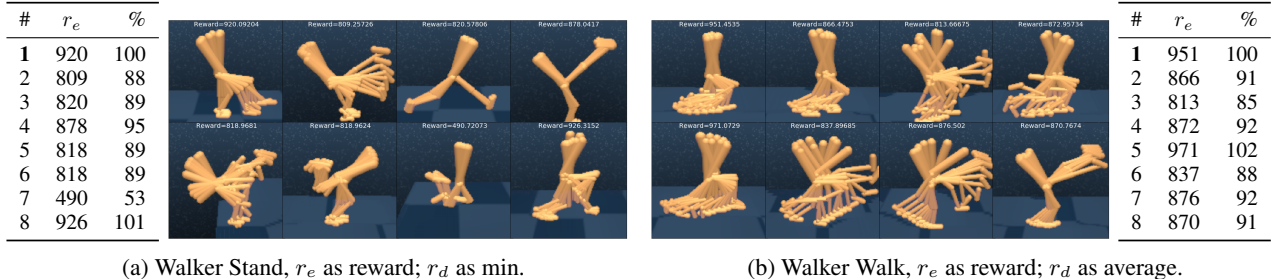 # r_e %
1 920 100
2 809 88
3 820 89
4 878 95
5 818 89
6 818 89
7 490 53
8 926 101
Reward=920.09204 Reward=809.25726 Reward=820.57806 Reward=878.0417
Reward=818.9681 Reward=818.9624 Reward=490.72073 Reward=926.3152
(a) Walker Stand, r_e as reward; r_d as min.
Reward=951.4535 Reward=866.4753 Reward=813.66675 Reward=872.95734
Reward=971.0729 Reward=837.89685 Reward=876.502 Reward=870.7674
# r_e %
1 951 100
2 866 91
3 813 85
4 872 92
5 971 102
6 837 88
7 876 92
8 870 91
(b) Walker Walk, r_e as reward; r_d as average.